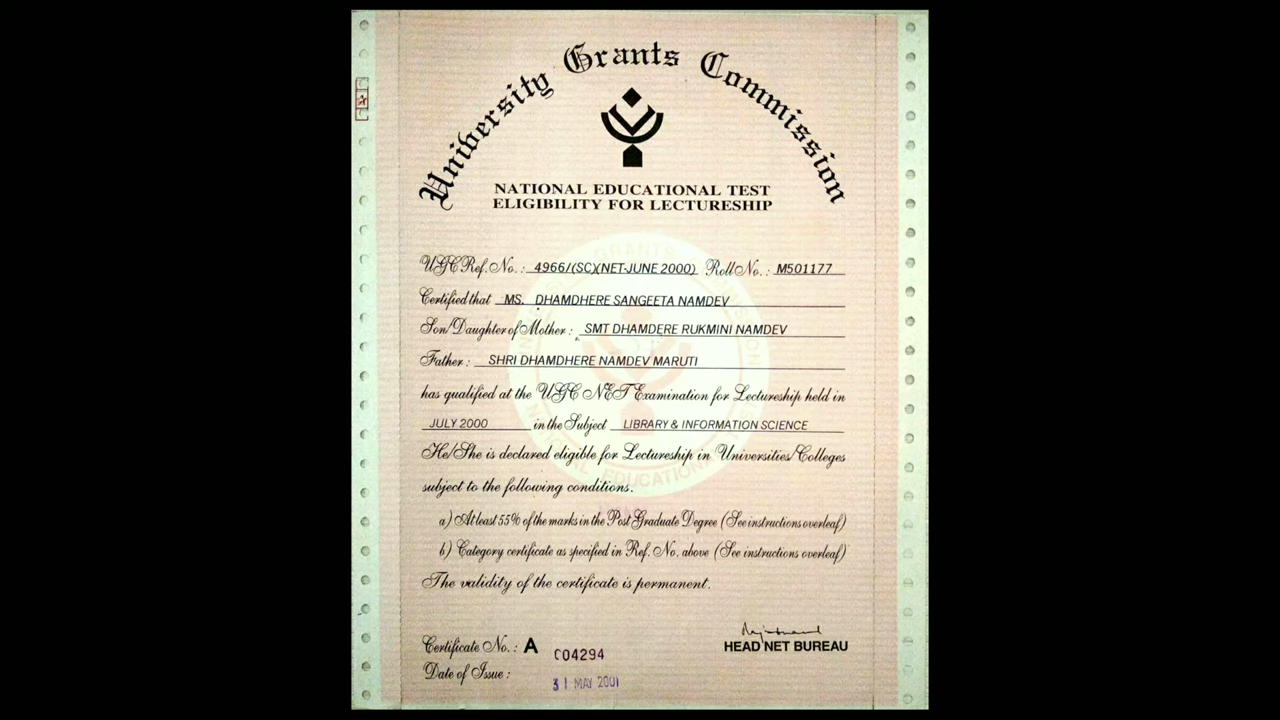 University Grants Commission
NATIONAL EDUCATIONAL TEST
ELIGIBILITY FOR LECTURESHIP
UGC Ref. No. : 4966/(SC)(NET-JUNE 2000) Roll No. : M501177
Certified that MS. DHAMDHERE SANGEETA NAMDEV
Son/Daughter of Mother : SMT DHAMDERE RUKMINI NAMDEV
Father : SHRI DHAMDHERE NAMDEV MARUTI
has qualified at the UGC NET Examination for Lectureship held in
JULY 2000 in the Subject LIBRARY & INFORMATION SCIENCE
He/She is declared eligible for Lectureship in Universities/Colleges
subject to the following conditions.
a) At least 55% of the marks in the Post Graduate Degree (See instructions overleaf)
b) Category certificate as specified in Ref. No. above (See instructions overleaf)
The validity of the certificate is permanent.
HEAD NET BUREAU
Certificate No. : A C04294
Date of Issue : 31 MAY 2001